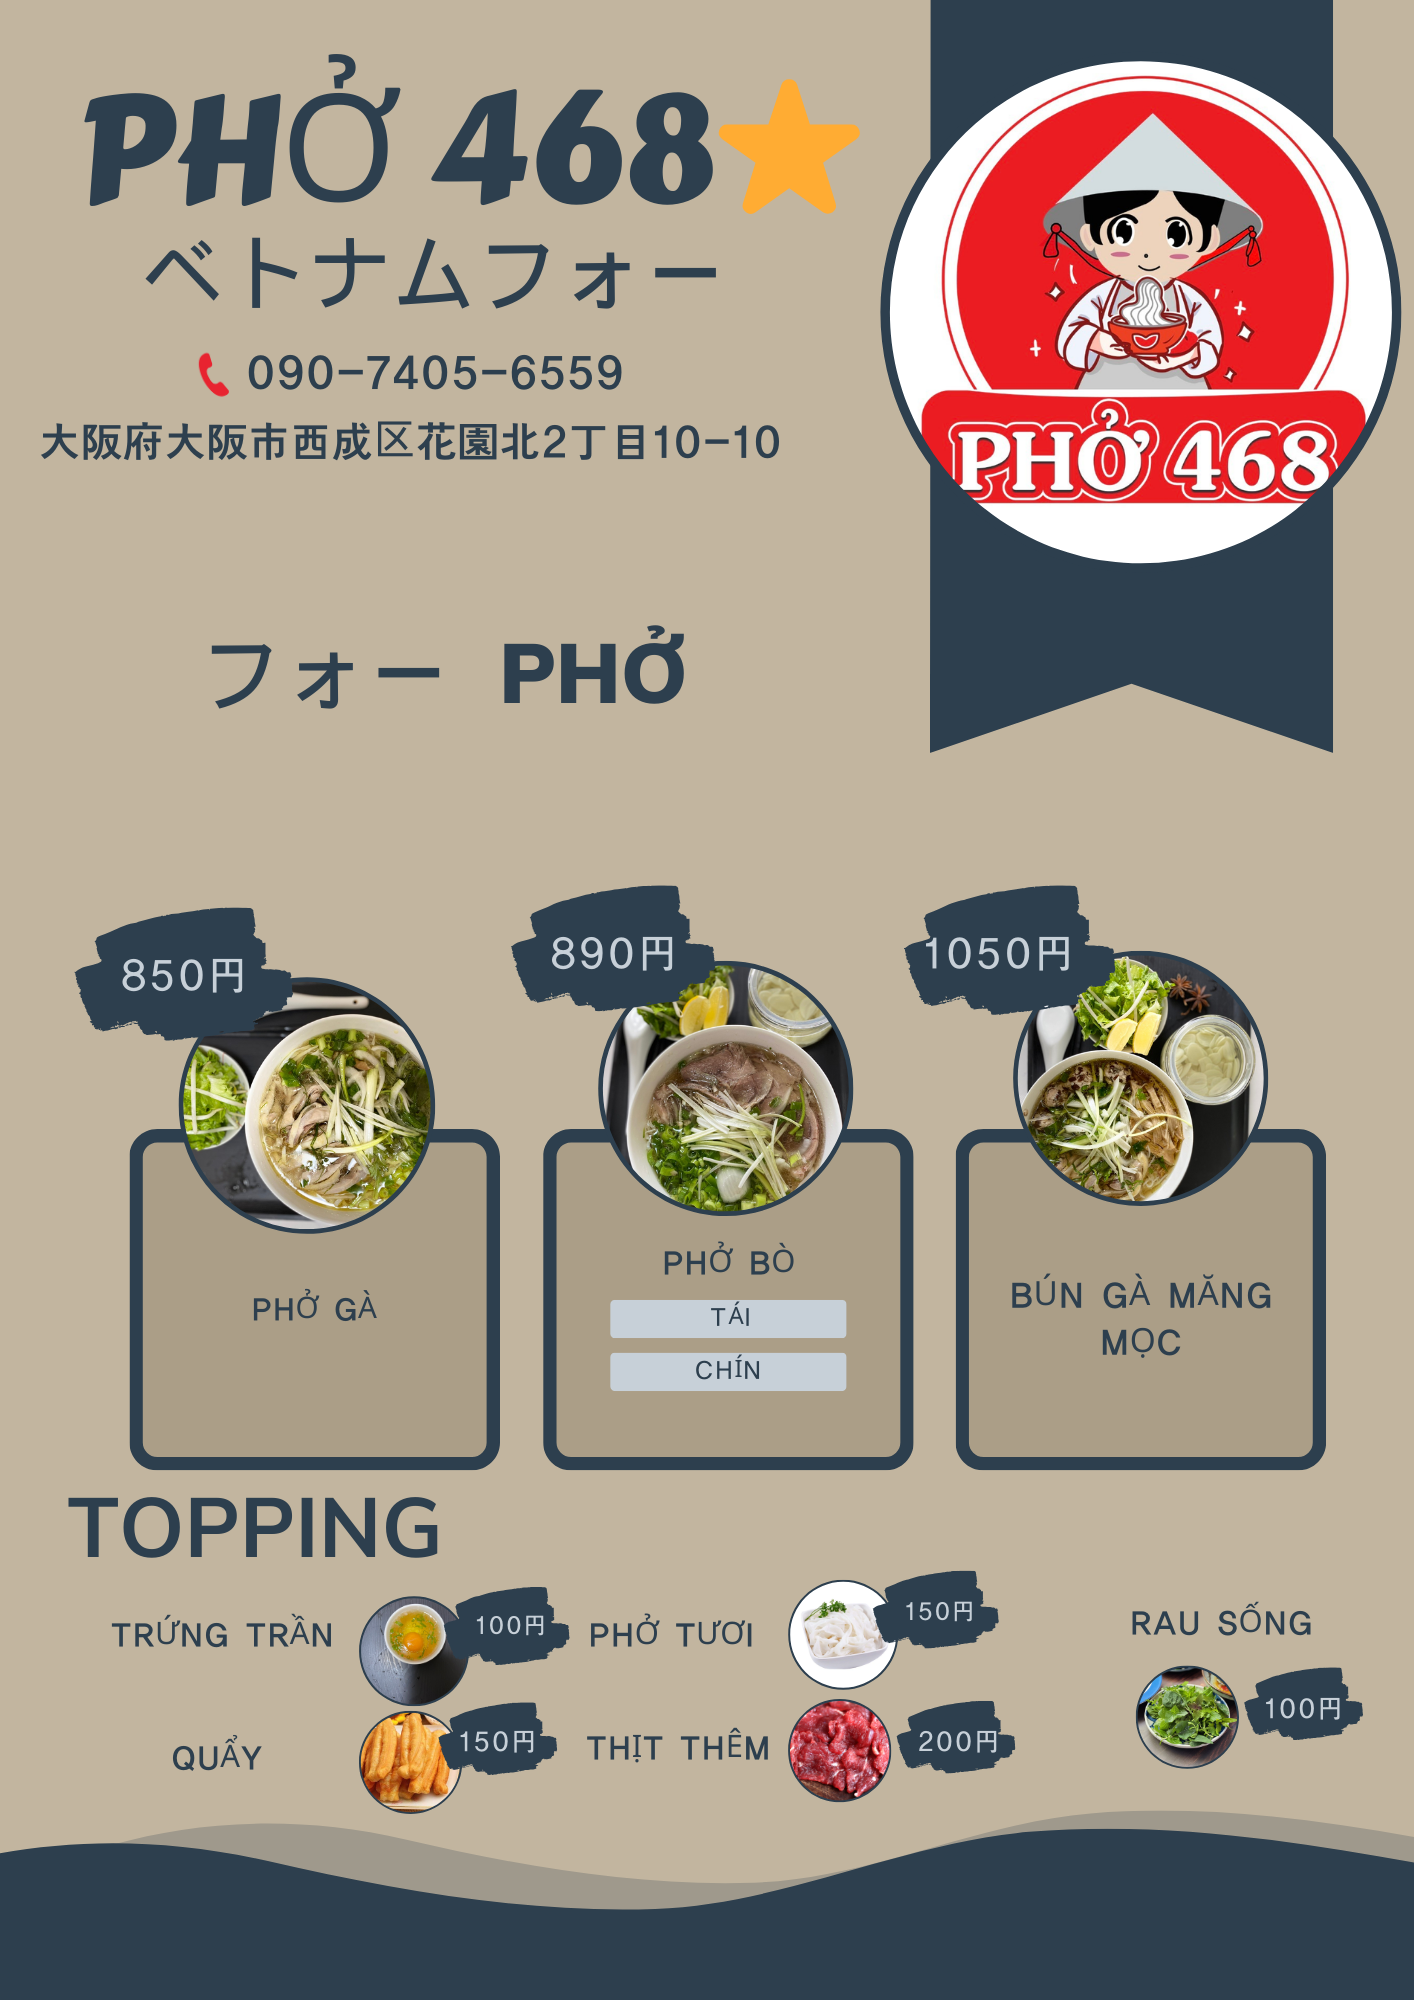 PHỞ 468
ベトナムフォー
090-7405-6559
大阪府大阪市西成区花園北2丁目10-10
PHỞ 468
フォー PHỞ
850円
890円
1050円
PHỞ GÀ
PHỞ BÒ
TÁI
CHÍN
BÚN GÀ MĂNG
MỌC
TOPPING
TRỨNG TRẦN
100円
PHỞ TƯƠI
150円
RAU SỐNG
100円
QUẨY
150円
THỊT THÊM
200円